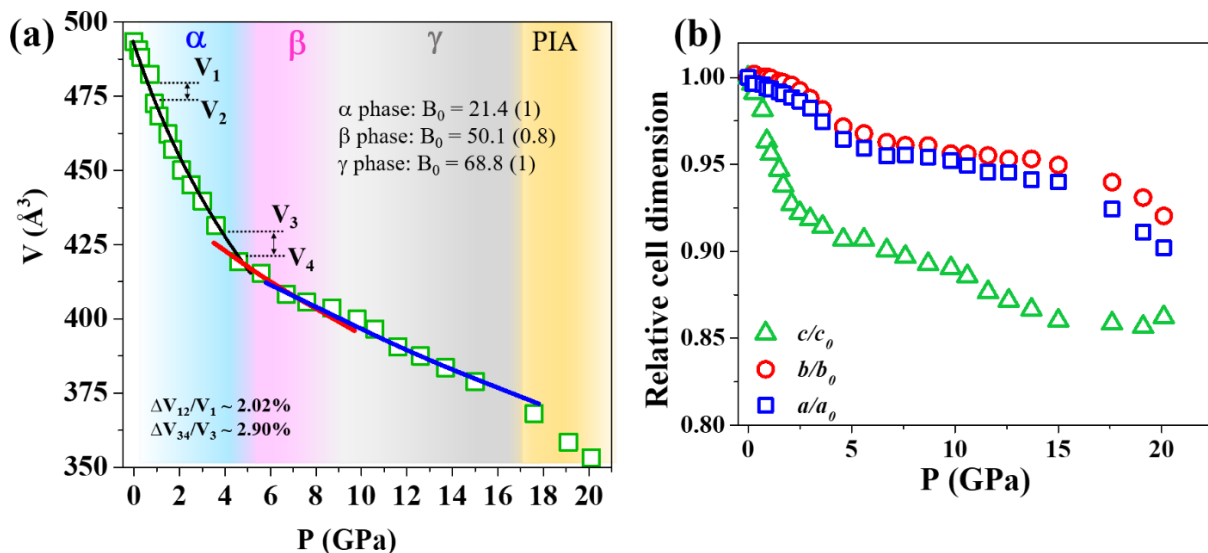 (a)
α
β
γ
PIA
500
475
450
425
400
375
350
V (Å³)
V₁
V₂
α phase: B₀ = 21.4 (1)
β phase: B₀ = 50.1 (0.8)
γ phase: B₀ = 68.8 (1)
V₃
V₄
ΔV₁₂/V₁ ~ 2.02%
ΔV₃₄/V₃ ~ 2.90%
0 2 4 6 8 10 12 14 16 18 20
P (GPa)
(b)
1.00
0.95
0.90
0.85
0.80
Relative cell dimension
c/c₀
b/b₀
a/a₀
0 5 10 15 20
P (GPa)